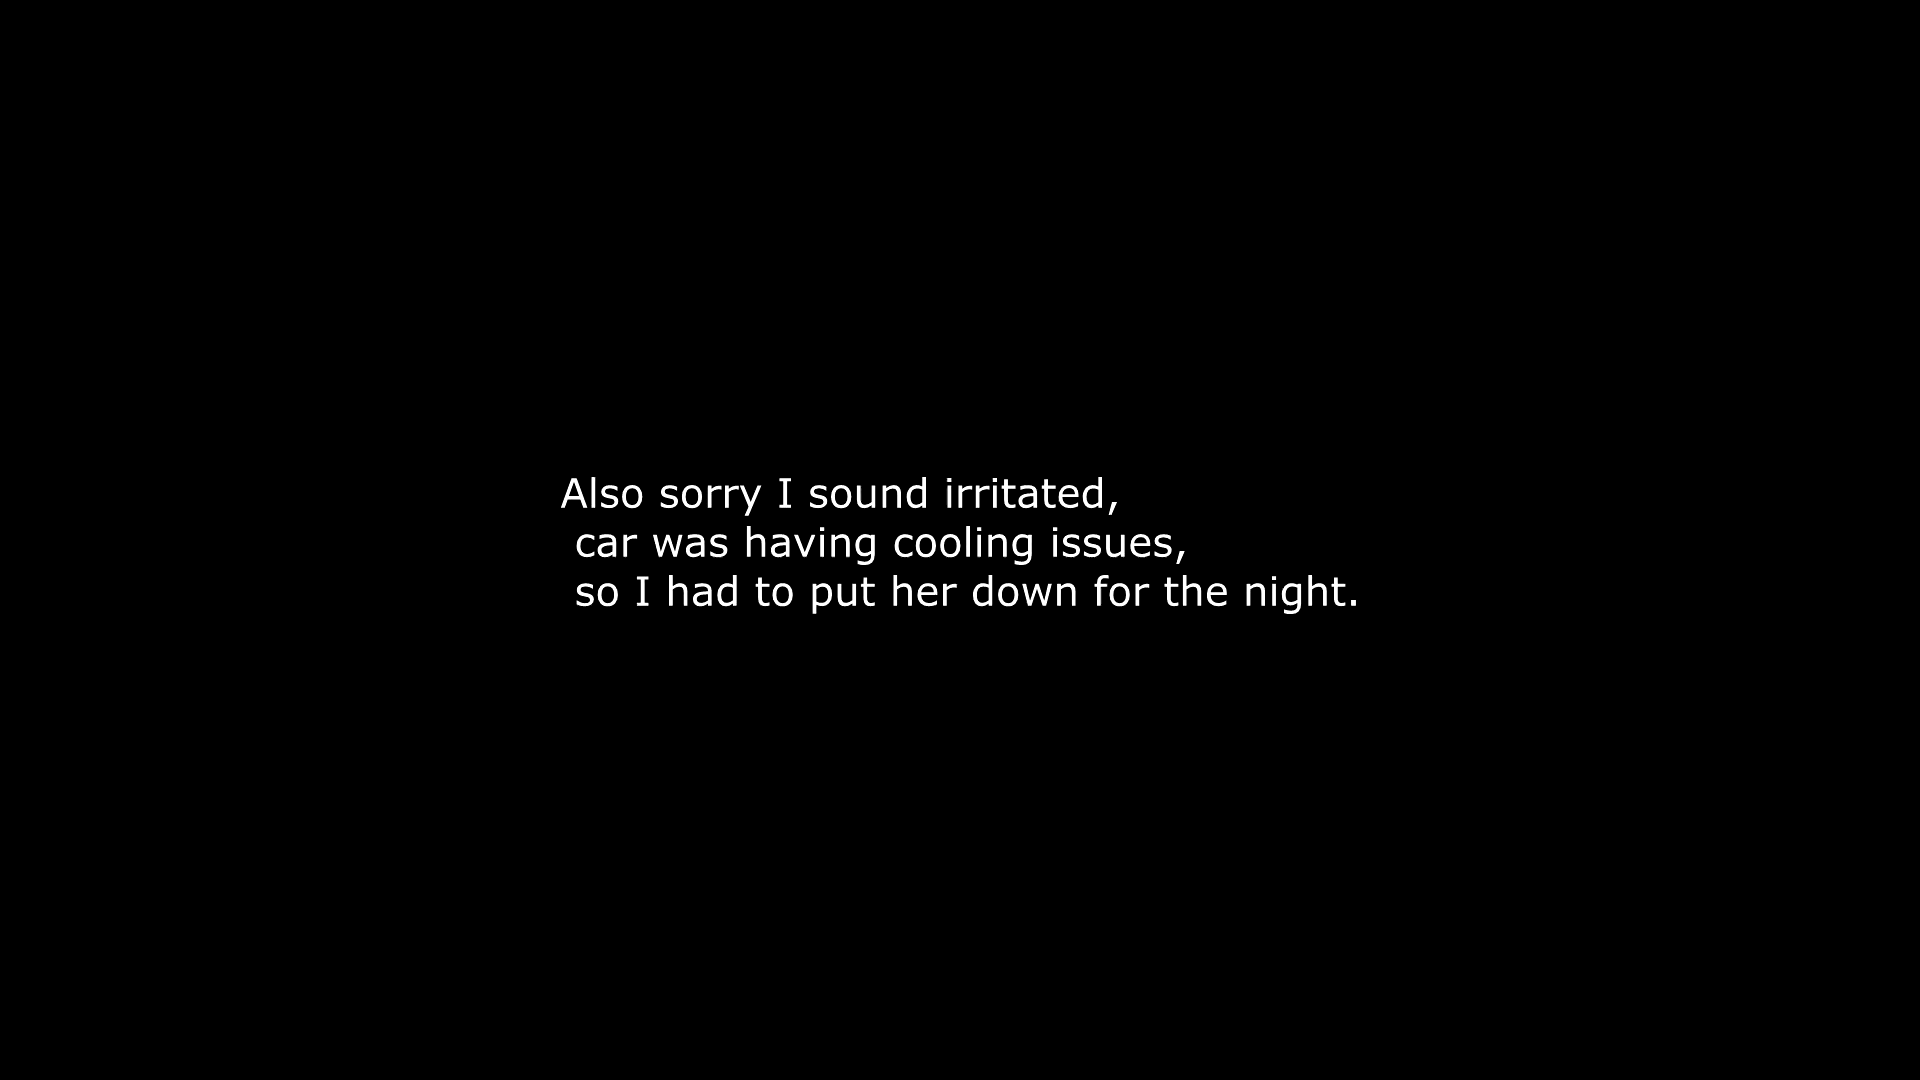 Also sorry I sound irritated,
car was having cooling issues,
so I had to put her down for the night.